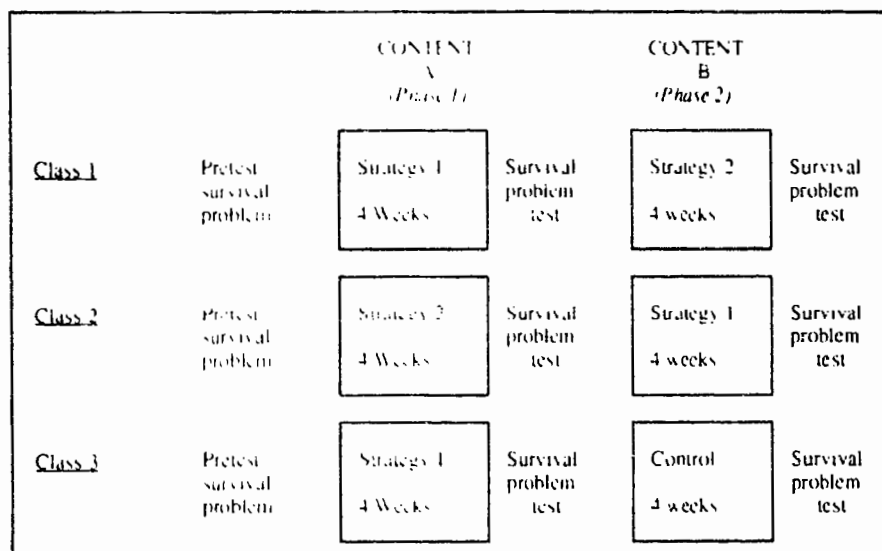 CONTENT CONTENT
A B
(Phase 1) (Phase 2)
Class 1 Pretest Strategy 1 Survival Strategy 2 Survival
survival problem problem
problem 4 Weeks test 4 weeks test
Class 2 Pretest Strategy 2 Survival Strategy 1 Survival
survival problem problem
problem 4 Weeks test 4 weeks test
Class 3 Pretest Strategy 1 Survival Control Survival
survival problem problem
problem 4 Weeks test 4 weeks test